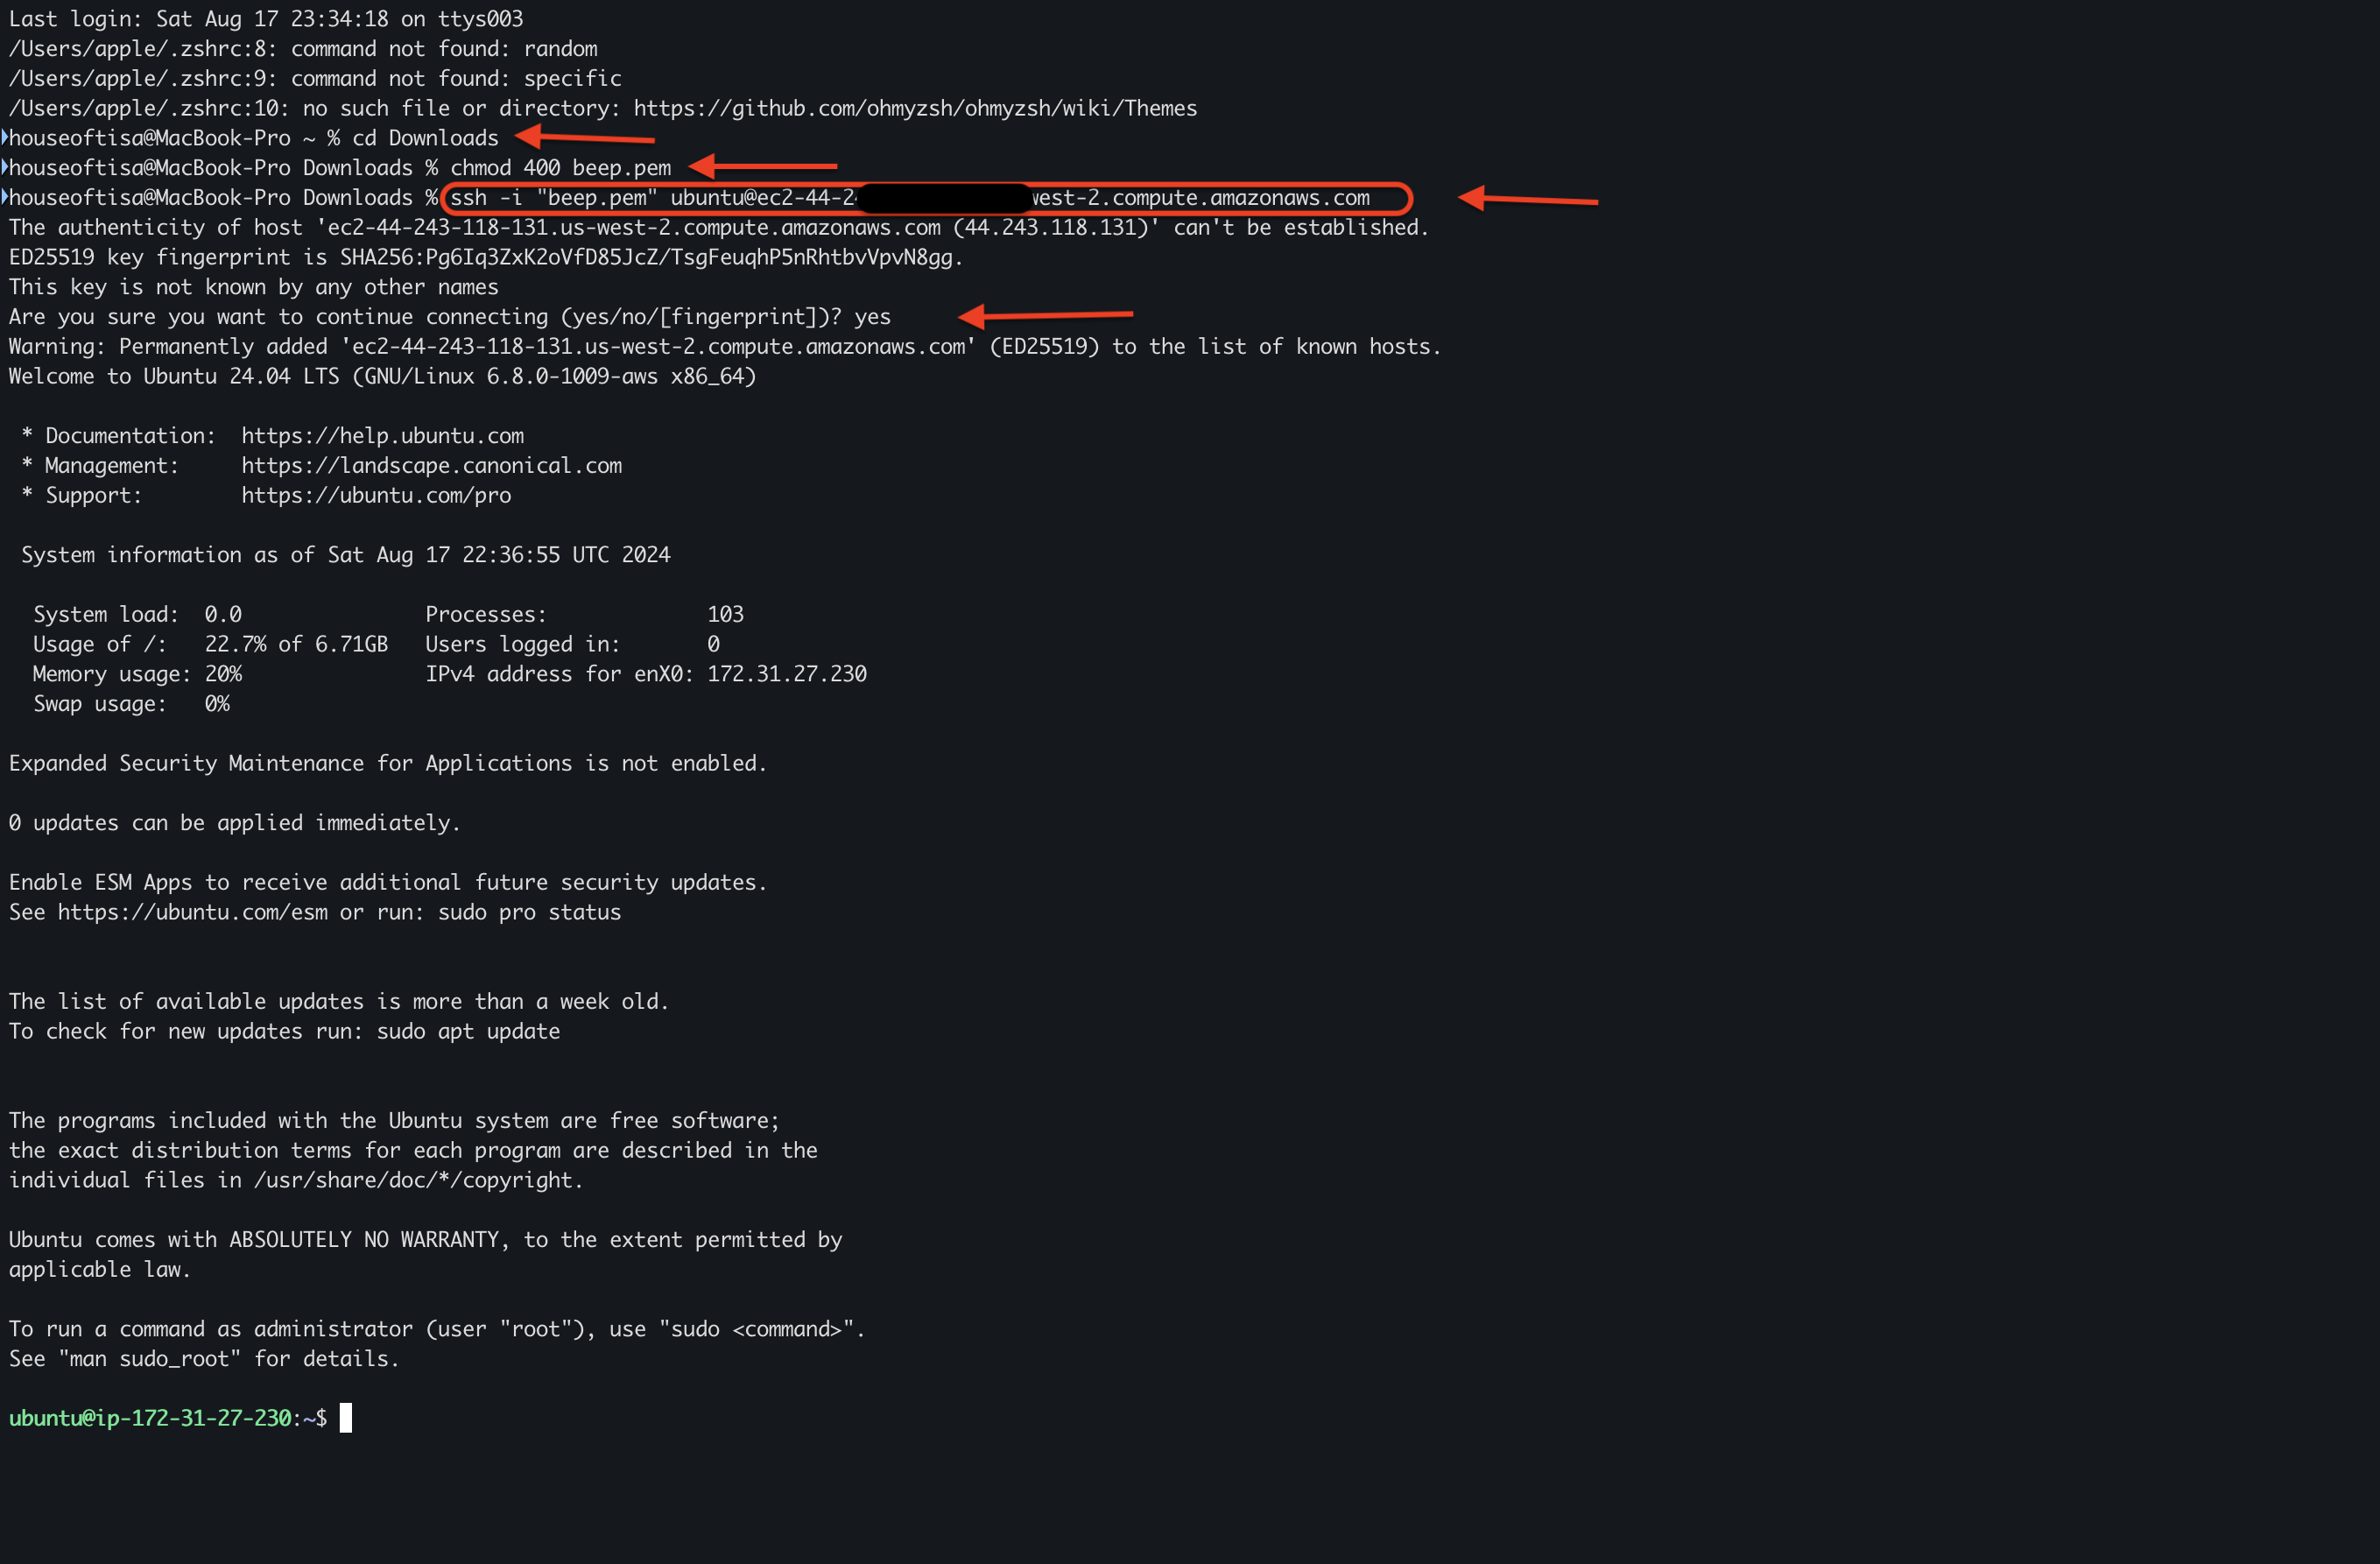 Last login: Sat Aug 17 23:34:18 on ttys003
/Users/apple/.zshrc:8: command not found: random
/Users/apple/.zshrc:9: command not found: specific
/Users/apple/.zshrc:10: no such file or directory: https://github.com/ohmyzsh/ohmyzsh/wiki/Themes
houseoftisa@MacBook-Pro ~ % cd Downloads
houseoftisa@MacBook-Pro Downloads % chmod 400 beep.pem
houseoftisa@MacBook-Pro Downloads % ssh -i "beep.pem" ubuntu@ec2-44-2 west-2.compute.amazonaws.com
The authenticity of host 'ec2-44-243-118-131.us-west-2.compute.amazonaws.com (44.243.118.131)' can't be established.
ED25519 key fingerprint is SHA256:Pg6Iq3ZxK2oVfD85JcZ/TsgFeuqhP5nRhtbvVpvN8gg.
This key is not known by any other names
Are you sure you want to continue connecting (yes/no/[fingerprint])? yes
Warning: Permanently added 'ec2-44-243-118-131.us-west-2.compute.amazonaws.com' (ED25519) to the list of known hosts.
Welcome to Ubuntu 24.04 LTS (GNU/Linux 6.8.0-1009-aws x86_64)
* Documentation:  https://help.ubuntu.com
* Management:     https://landscape.canonical.com
* Support:        https://ubuntu.com/pro
System information as of Sat Aug 17 22:36:55 UTC 2024
System load:  0.0               Processes:             103
Usage of /:   22.7% of 6.71GB   Users logged in:       0
Memory usage: 20%               IPv4 address for enX0: 172.31.27.230
Swap usage:   0%
Expanded Security Maintenance for Applications is not enabled.
0 updates can be applied immediately.
Enable ESM Apps to receive additional future security updates.
See https://ubuntu.com/esm or run: sudo pro status
The list of available updates is more than a week old.
To check for new updates run: sudo apt update
The programs included with the Ubuntu system are free software;
the exact distribution terms for each program are described in the
individual files in /usr/share/doc/*/copyright.
Ubuntu comes with ABSOLUTELY NO WARRANTY, to the extent permitted by
applicable law.
To run a command as administrator (user "root"), use "sudo <command>".
See "man sudo_root" for details.
ubuntu@ip-172-31-27-230:~$